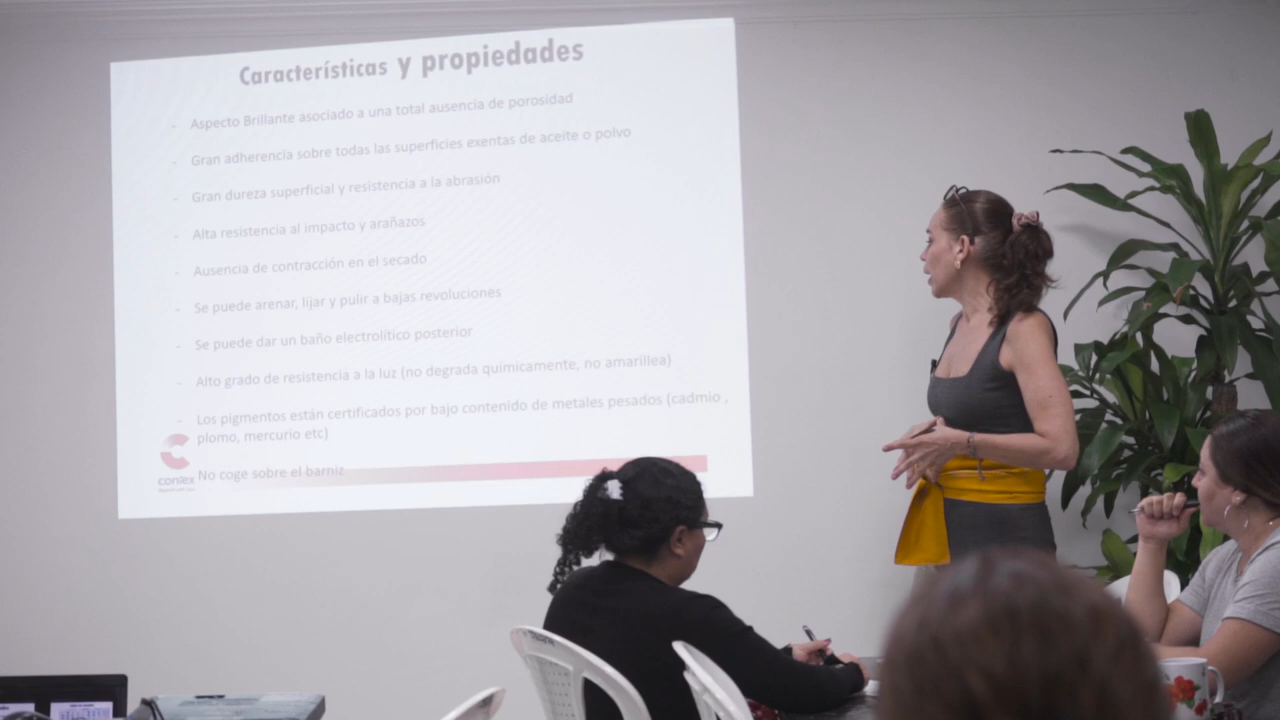 Características y propiedades
- Aspecto Brillante asociado a una total ausencia de porosidad
- Gran adherencia sobre todas las superficies exentas de aceite o polvo
- Gran dureza superficial y resistencia a la abrasión
- Alta resistencia al impacto y arañazos
- Ausencia de contracción en el secado
- Se puede arenar, lijar y pulir a bajas revoluciones
- Se puede dar un baño electrolítico posterior
- Alto grado de resistencia a la luz (no degrada químicamente, no amarillea)
- Los pigmentos están certificados por bajo contenido de metales pesados (cadmio ,
plomo, mercurio etc)
No coge sobre el barniz